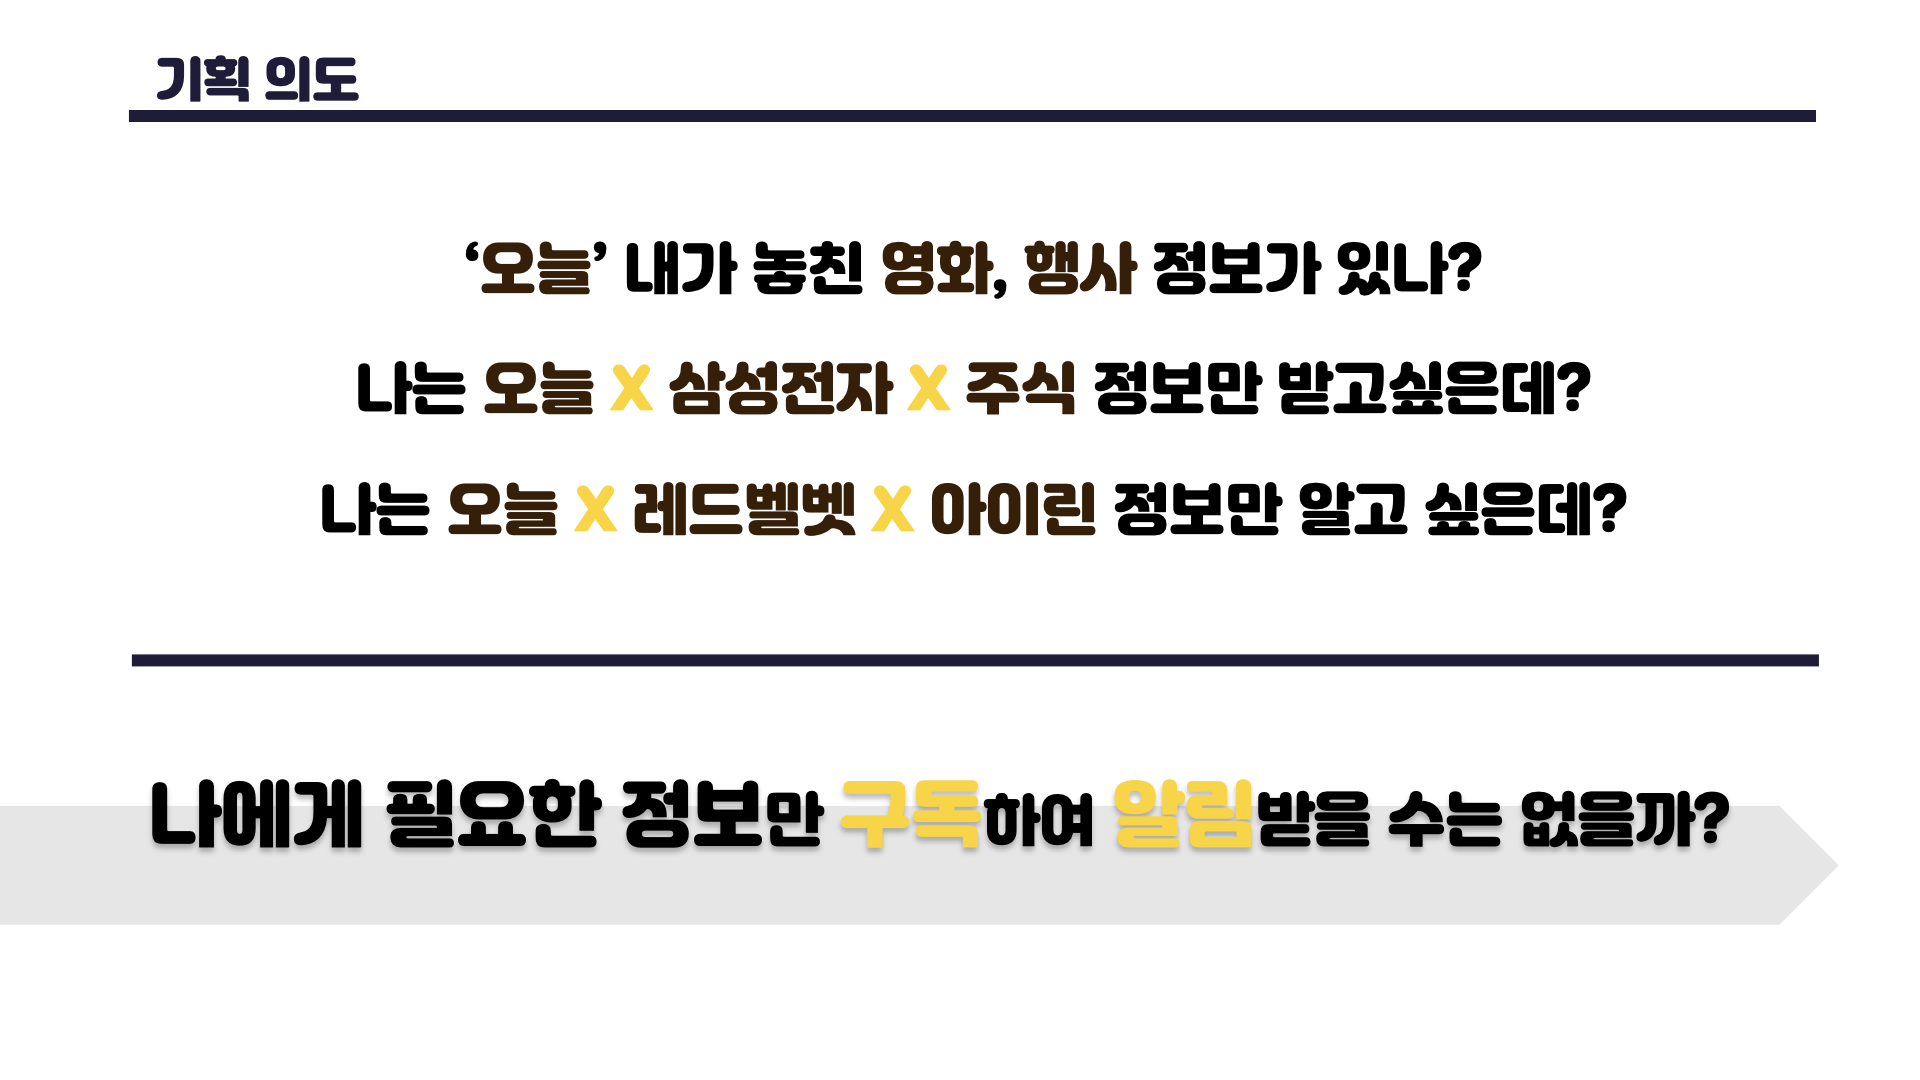 기획 의도
‘오늘’ 내가 놓친 영화, 행사 정보가 있나?
나는 오늘 X 삼성전자 X 주식 정보만 받고싶은데?
나는 오늘 X 레드벨벳 X 아이린 정보만 알고 싶은데?
나에게 필요한 정보만 구독하여 알림받을 수는 없을까?